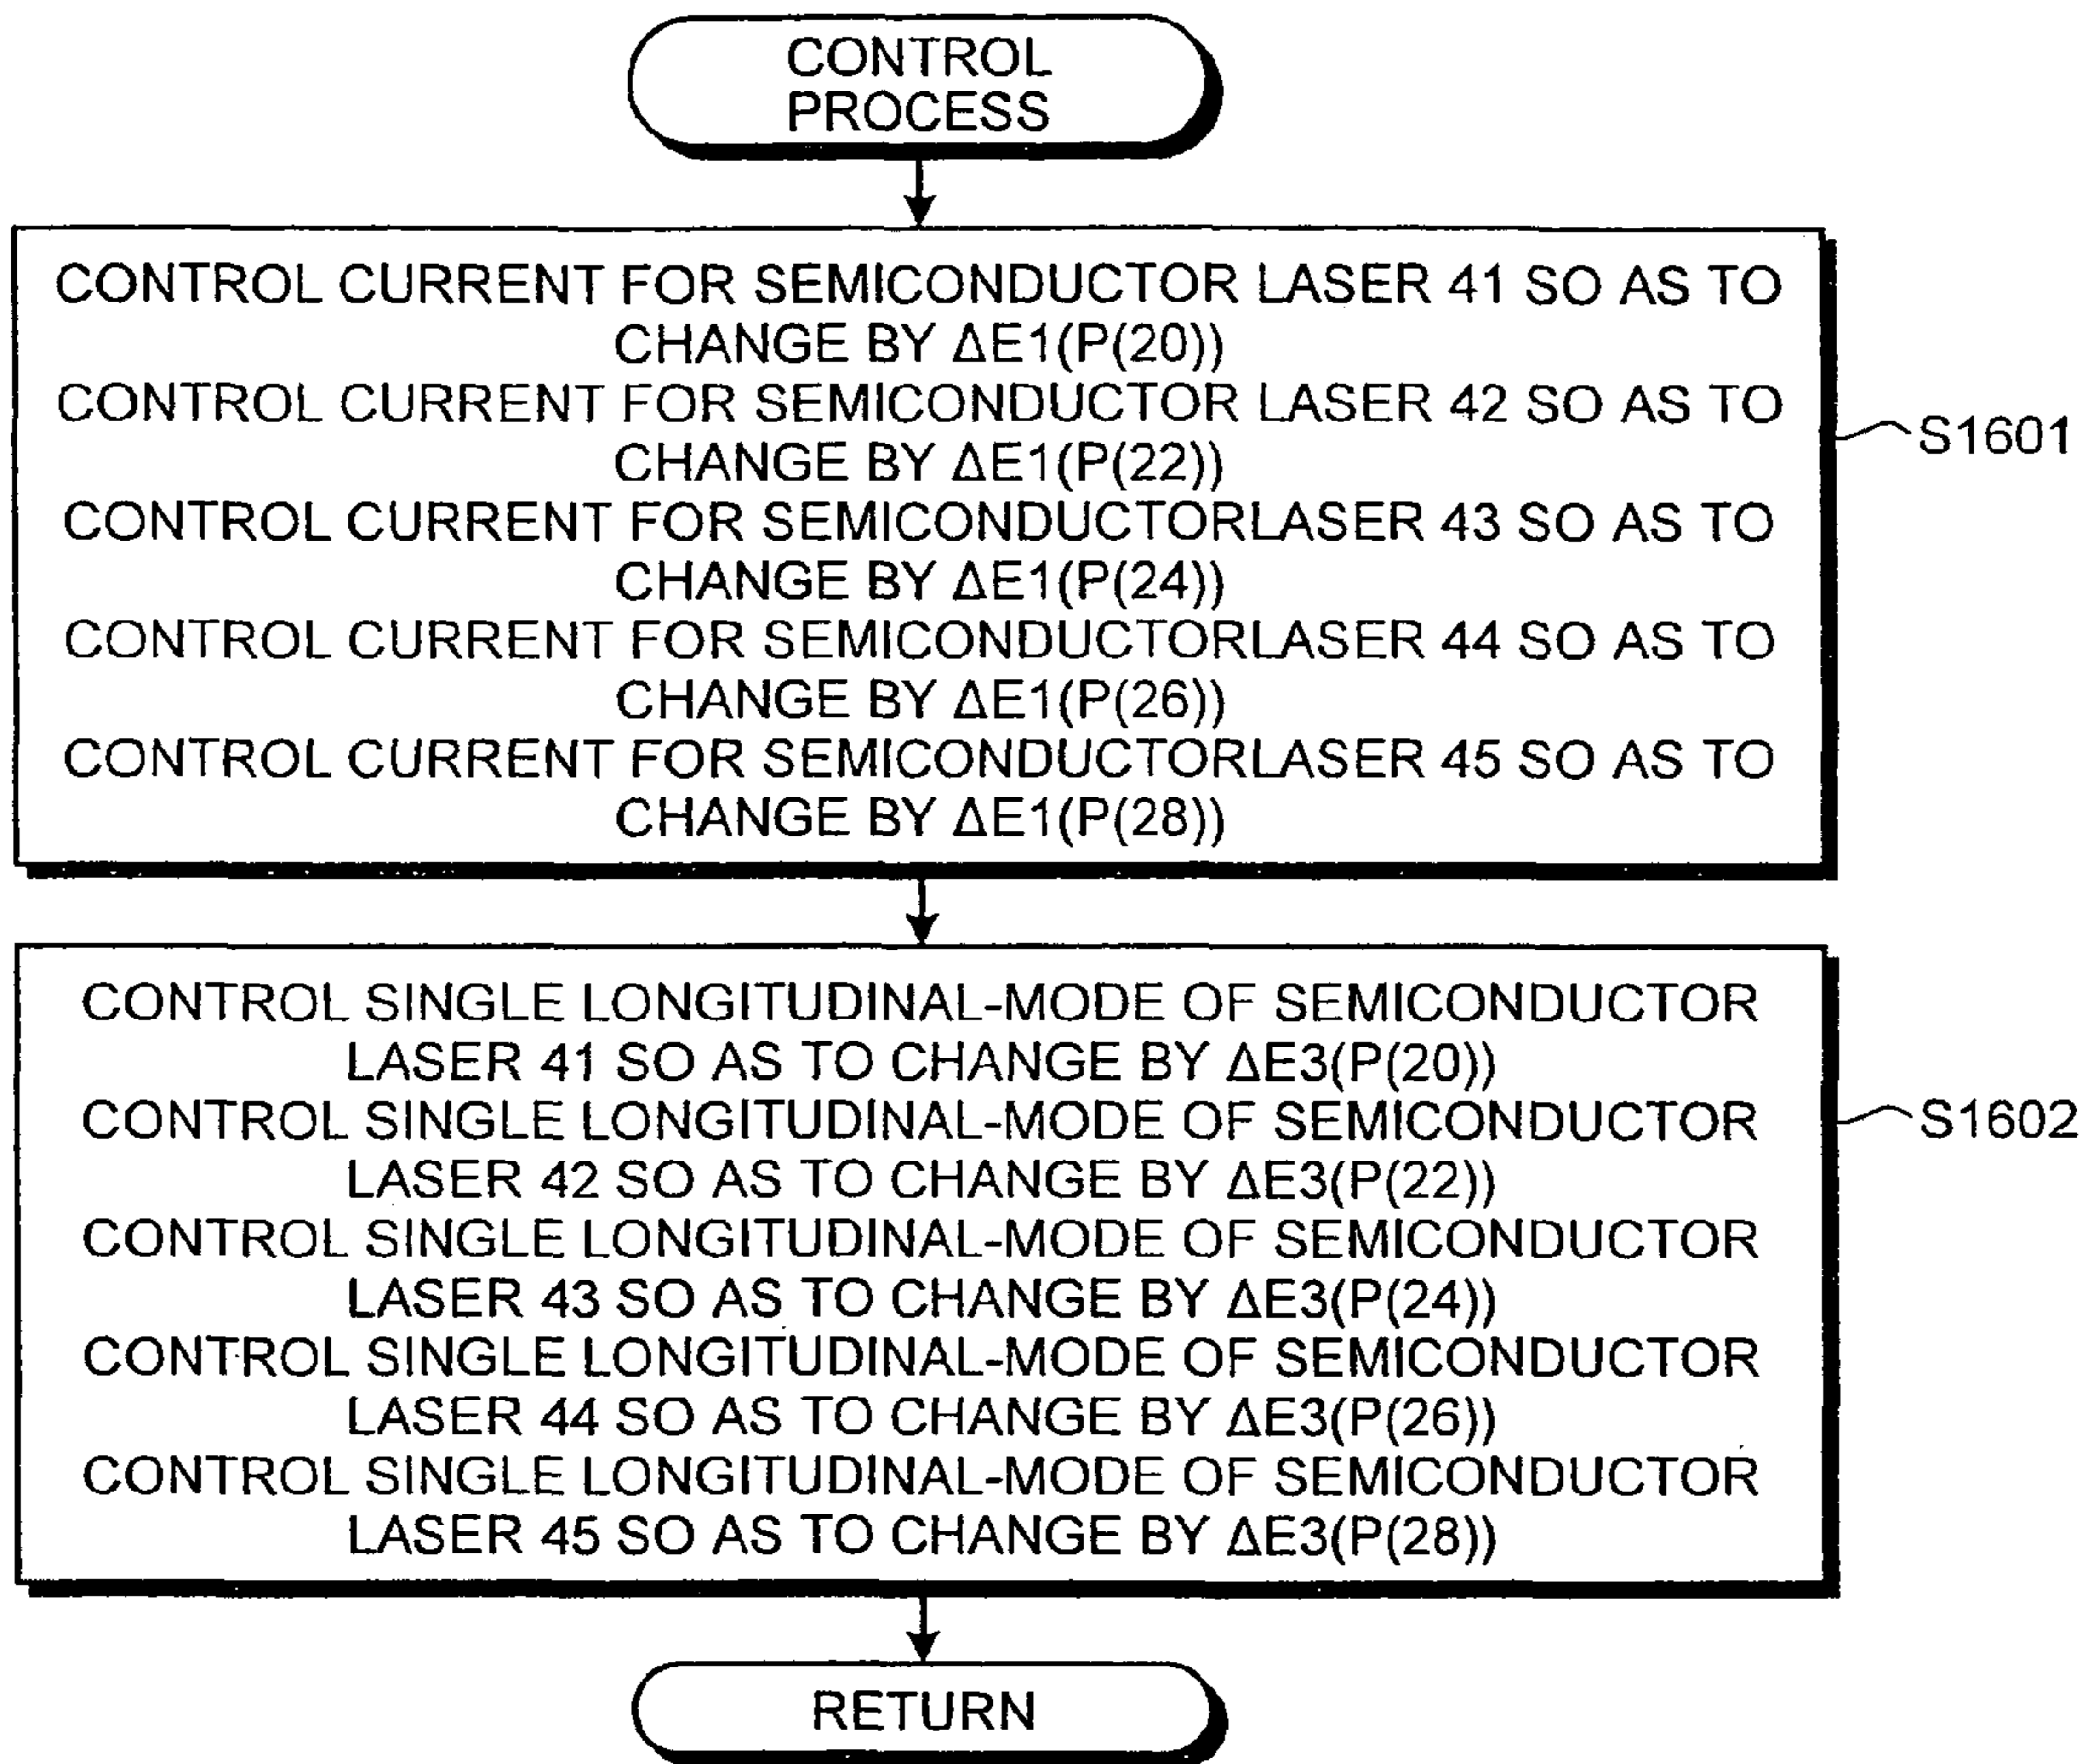 CONTROL
PROCESS
CONTROL CURRENT FOR SEMICONDUCTOR LASER 41 SO AS TO
CHANGE BY ΔE1(P(20))
CONTROL CURRENT FOR SEMICONDUCTOR LASER 42 SO AS TO
CHANGE BY ΔE1(P(22))
CONTROL CURRENT FOR SEMICONDUCTORLASER 43 SO AS TO
CHANGE BY ΔE1(P(24))
CONTROL CURRENT FOR SEMICONDUCTORLASER 44 SO AS TO
CHANGE BY ΔE1(P(26))
CONTROL CURRENT FOR SEMICONDUCTORLASER 45 SO AS TO
CHANGE BY ΔE1(P(28))
S1601
CONTROL SINGLE LONGITUDINAL-MODE OF SEMICONDUCTOR
LASER 41 SO AS TO CHANGE BY ΔE3(P(20))
CONTROL SINGLE LONGITUDINAL-MODE OF SEMICONDUCTOR
LASER 42 SO AS TO CHANGE BY ΔE3(P(22))
CONTROL SINGLE LONGITUDINAL-MODE OF SEMICONDUCTOR
LASER 43 SO AS TO CHANGE BY ΔE3(P(24))
CONTROL SINGLE LONGITUDINAL-MODE OF SEMICONDUCTOR
LASER 44 SO AS TO CHANGE BY ΔE3(P(26))
CONTROL SINGLE LONGITUDINAL-MODE OF SEMICONDUCTOR
LASER 45 SO AS TO CHANGE BY ΔE3(P(28))
S1602
RETURN